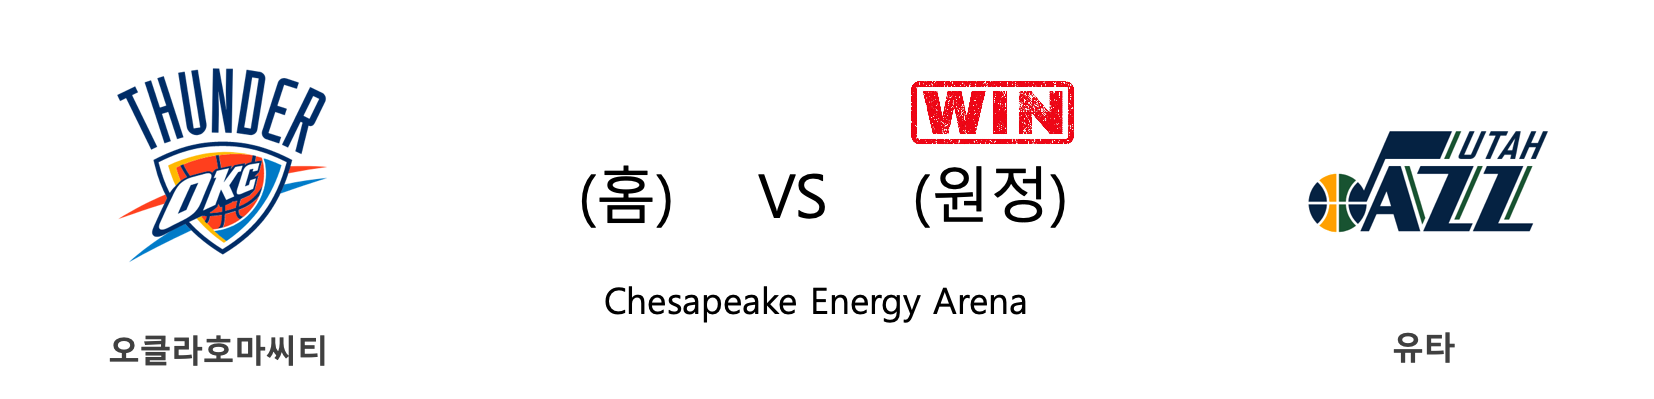 THUNDER
OKC
오클라호마씨티
WIN
(홈) VS (원정)
Chesapeake Energy Arena
UTAH
JAZZ
유타